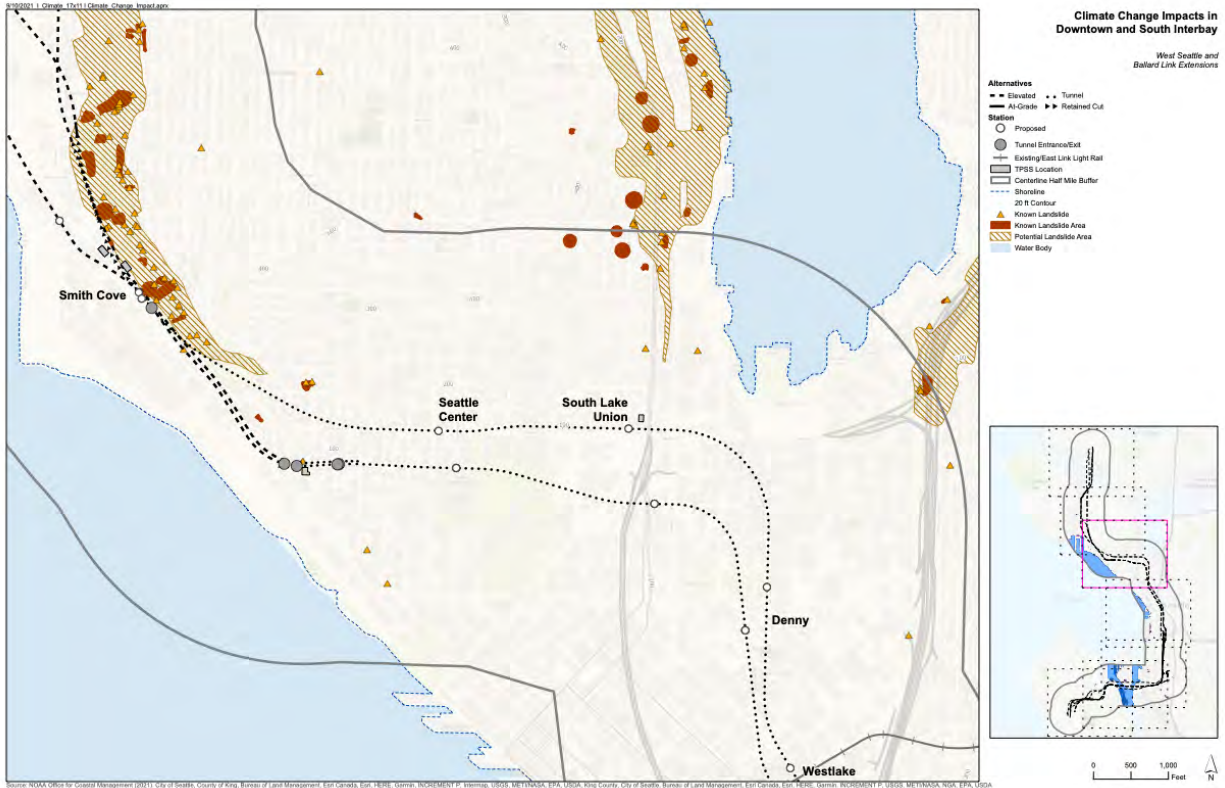 9/10/2021 | Climate_17x11 | Climate_Change_Impact.aprx
Climate Change Impacts in
Downtown and South Interbay
West Seattle and
Ballard Link Extensions
Alternatives
Elevated
Tunnel
At-Grade
Retained Cut
Station
Proposed
Tunnel Entrance/Exit
Existing/East Link Light Rail
TPSS Location
Centerline Half Mile Buffer
Shoreline
20 ft Contour
Known Landslide
Known Landslide Area
Potential Landslide Area
Water Body
Smith Cove
Seattle
Center
South Lake
Union
Denny
Westlake
0 500 1,000
Feet
N
Source: NOAA Office for Coastal Management (2021), City of Seattle, County of King, Bureau of Land Management, Esri Canada, Esri, HERE, Garmin, INCREMENT P, Intermap, USGS, METI/NASA, EPA, USDA, King County, City of Seattle, Bureau of Land Management, Esri Canada, Esri, HERE, Garmin, INCREMENT P, USGS, METI/NASA, NGA, EPA, USDA